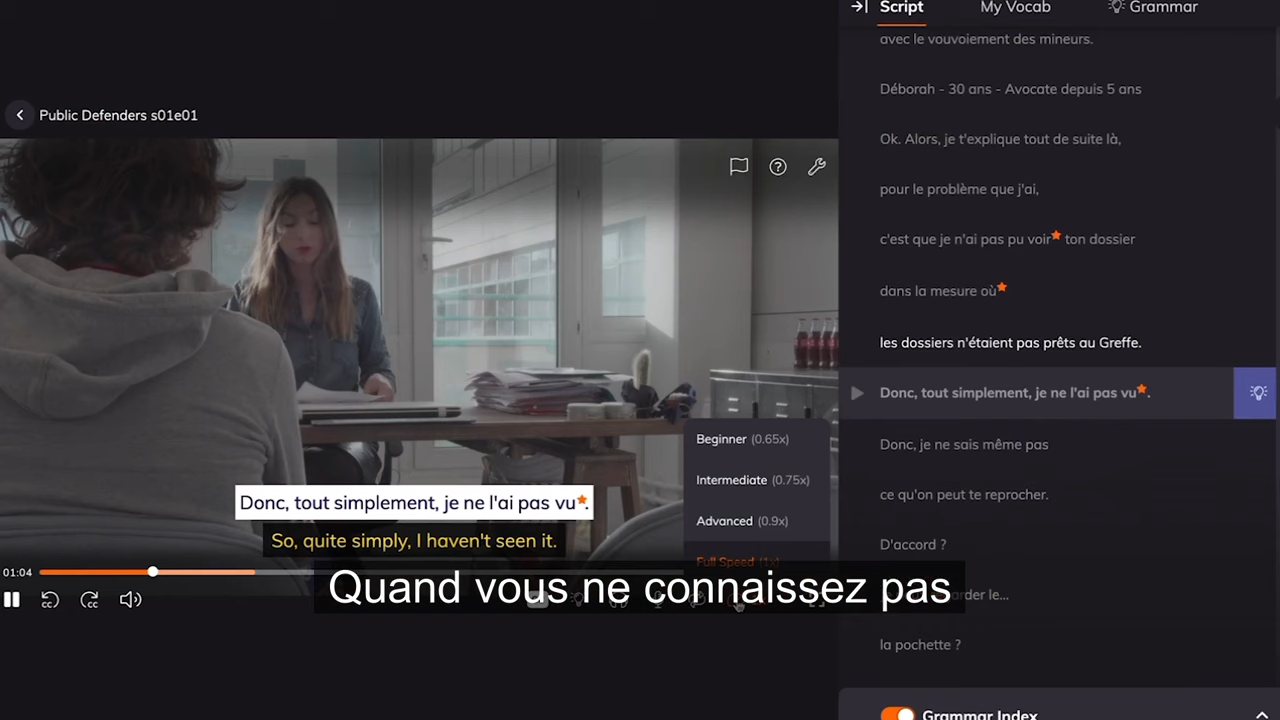 Script
My Vocab
Grammar
avec le vouvoiement des mineurs.
Public Defenders s01e01
Déborah - 30 ans - Avocate depuis 5 ans
Ok. Alors, je t'explique tout de suite là,
pour le problème que j'ai,
c'est que je n'ai pas pu voir ton dossier
dans la mesure où
les dossiers n'étaient pas prêts au Greffe.
Donc, tout simplement, je ne l'ai pas vu.
Donc, je ne sais même pas
ce qu'on peut te reprocher.
D'accord ?
arder le...
la pochette ?
Beginner (0.65x)
Intermediate (0.75x)
Advanced (0.9x)
Full Speed (1x)
Donc, tout simplement, je ne l'ai pas vu.
So, quite simply, I haven't seen it.
01:04
Quand vous ne connaissez pas
Grammar Index